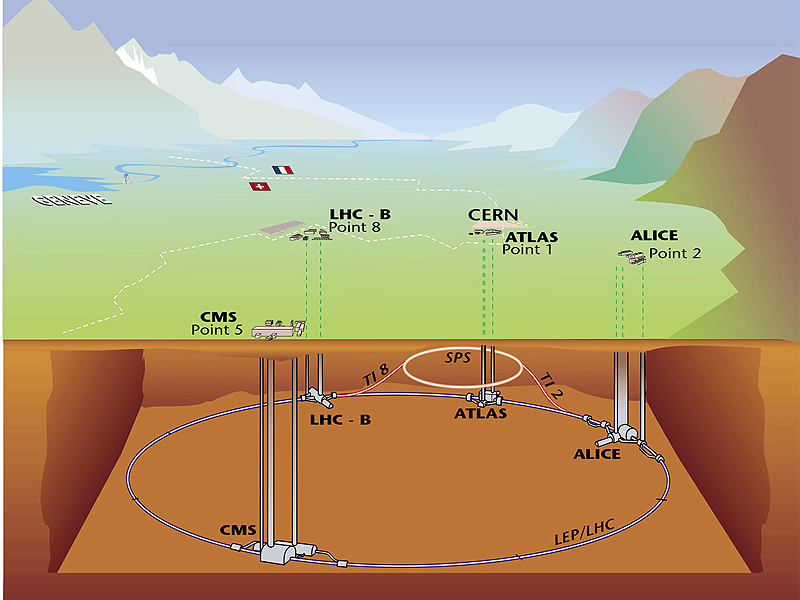 GENEVE
LHC - B
Point 8
CERN
ATLAS
Point 1
ALICE
Point 2
CMS
Point 5
SPS
TI 8
TI 2
LHC - B
ATLAS
ALICE
CMS
LEP/LHC